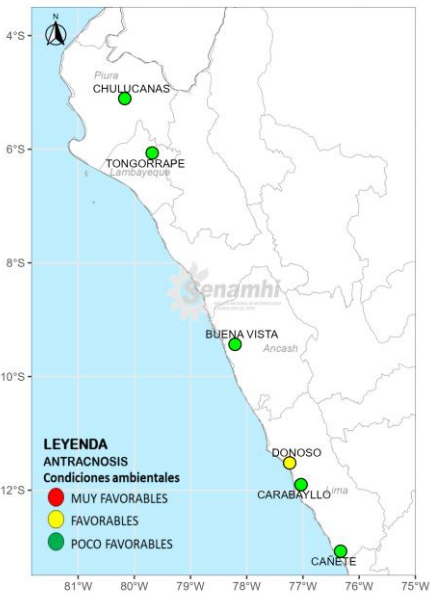 N
4°S
Piura
CHULUCANAS
6°S
TONGORRAPE
Lambayeque
8°S
Senamhi
BUENA VISTA
Ancash
10°S
LEYENDA
ANTRACNOSIS
Condiciones ambientales
MUY FAVORABLES
FAVORABLES
POCO FAVORABLES
DONOSO
12°S
CARABAYLLO
Lima
CAÑETE
81°W
80°W
79°W
78°W
77°W
76°W
75°W